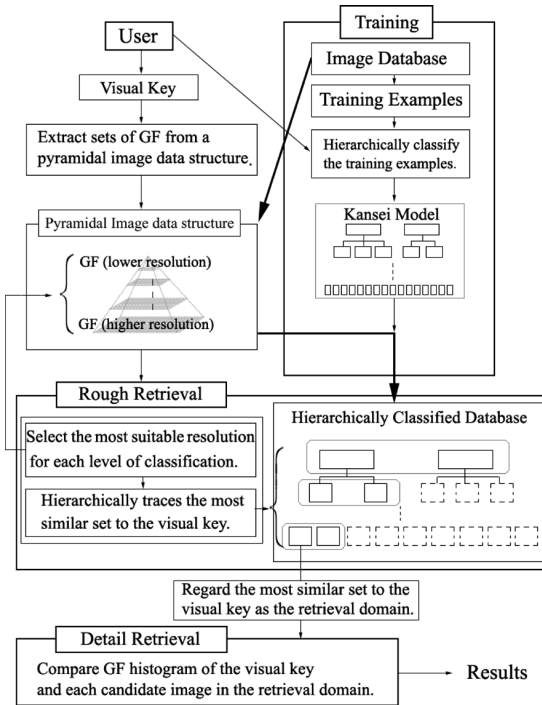 User
Visual Key
Extract sets of GF from a
pyramidal image data structure.
Training
Image Database
Training Examples
Hierarchically classify
the training examples.
Kansei Model
Pyramidal Image data structure
GF (lower resolution)
GF (higher resolution)
Rough Retrieval
Select the most suitable resolution
for each level of classification.
Hierarchically traces the most
similar set to the visual key.
Hierarchically Classified Database
Regard the most similar set to the
visual key as the retrieval domain.
Detail Retrieval
Compare GF histogram of the visual key
and each candidate image in the retrieval domain.
Results